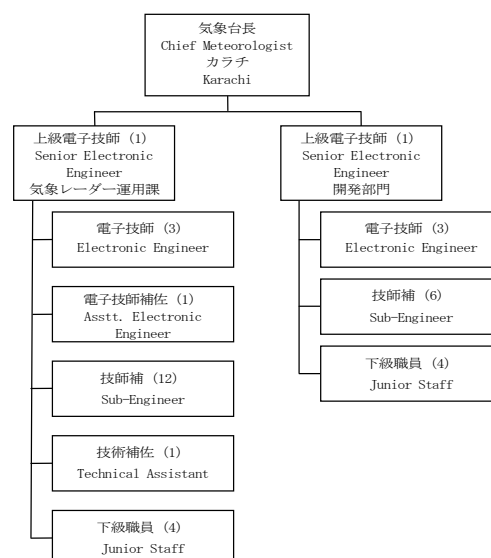 気象台長
Chief Meteorologist
カラチ
Karachi
上級電子技師 (1)
Senior Electronic
Engineer
気象レーダー運用課
電子技師 (3)
Electronic Engineer
電子技師補佐 (1)
Asstt. Electronic
Engineer
技師補 (12)
Sub-Engineer
技術補佐 (1)
Technical Assistant
下級職員 (4)
Junior Staff
上級電子技師 (1)
Senior Electronic
Engineer
開発部門
電子技師 (3)
Electronic Engineer
技師補 (6)
Sub-Engineer
下級職員 (4)
Junior Staff